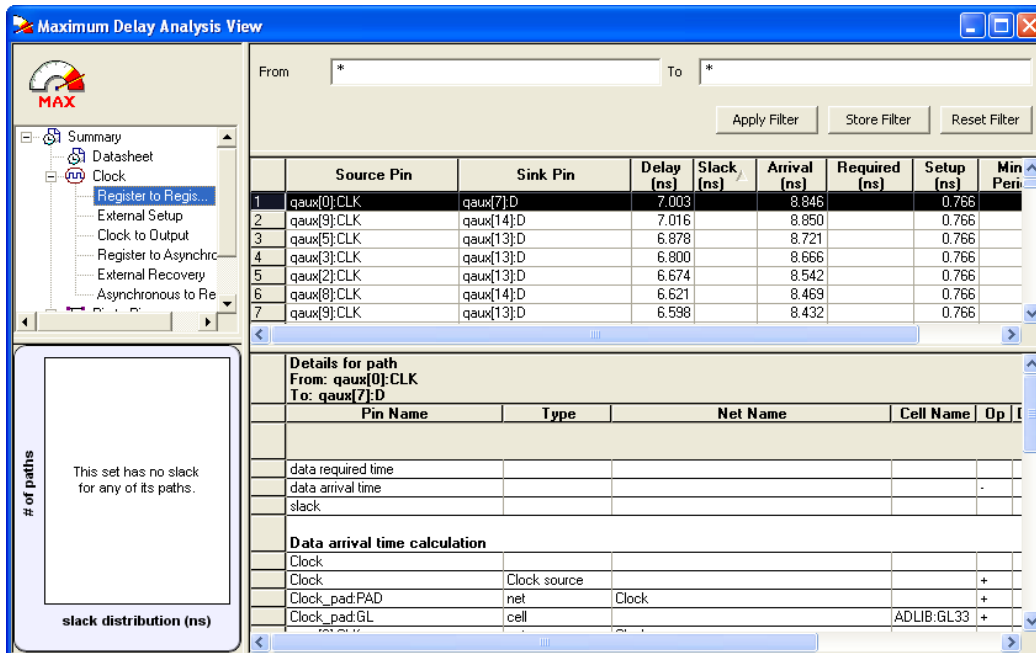 Maximum Delay Analysis View
MAX
Summary
Datasheet
Clock
Register to Regis...
External Setup
Clock to Output
Register to Asynchro
External Recovery
Asynchronous to Re
From * To *
Apply Filter Store Filter Reset Filter
Source Pin Sink Pin Delay (ns) Slack (ns) Arrival (ns) Required (ns) Setup (ns) Min Peri
1 qaux[0]:CLK qaux[7]:D 7.003 8.846 0.766
2 qaux[9]:CLK qaux[14]:D 7.016 8.850 0.766
3 qaux[5]:CLK qaux[13]:D 6.878 8.721 0.766
4 qaux[3]:CLK qaux[13]:D 6.800 8.666 0.766
5 qaux[2]:CLK qaux[13]:D 6.674 8.542 0.766
6 qaux[8]:CLK qaux[14]:D 6.621 8.469 0.766
7 qaux[9]:CLK qaux[13]:D 6.598 8.432 0.766
# of paths
This set has no slack
for any of its paths.
slack distribution (ns)
Details for path
From: qaux[0]:CLK
To: qaux[7]:D
Pin Name Type Net Name Cell Name Op
data required time
data arrival time -
slack
Data arrival time calculation
Clock
Clock Clock source +
Clock_pad:PAD net Clock +
Clock_pad:GL cell ADLIB:GL33 +